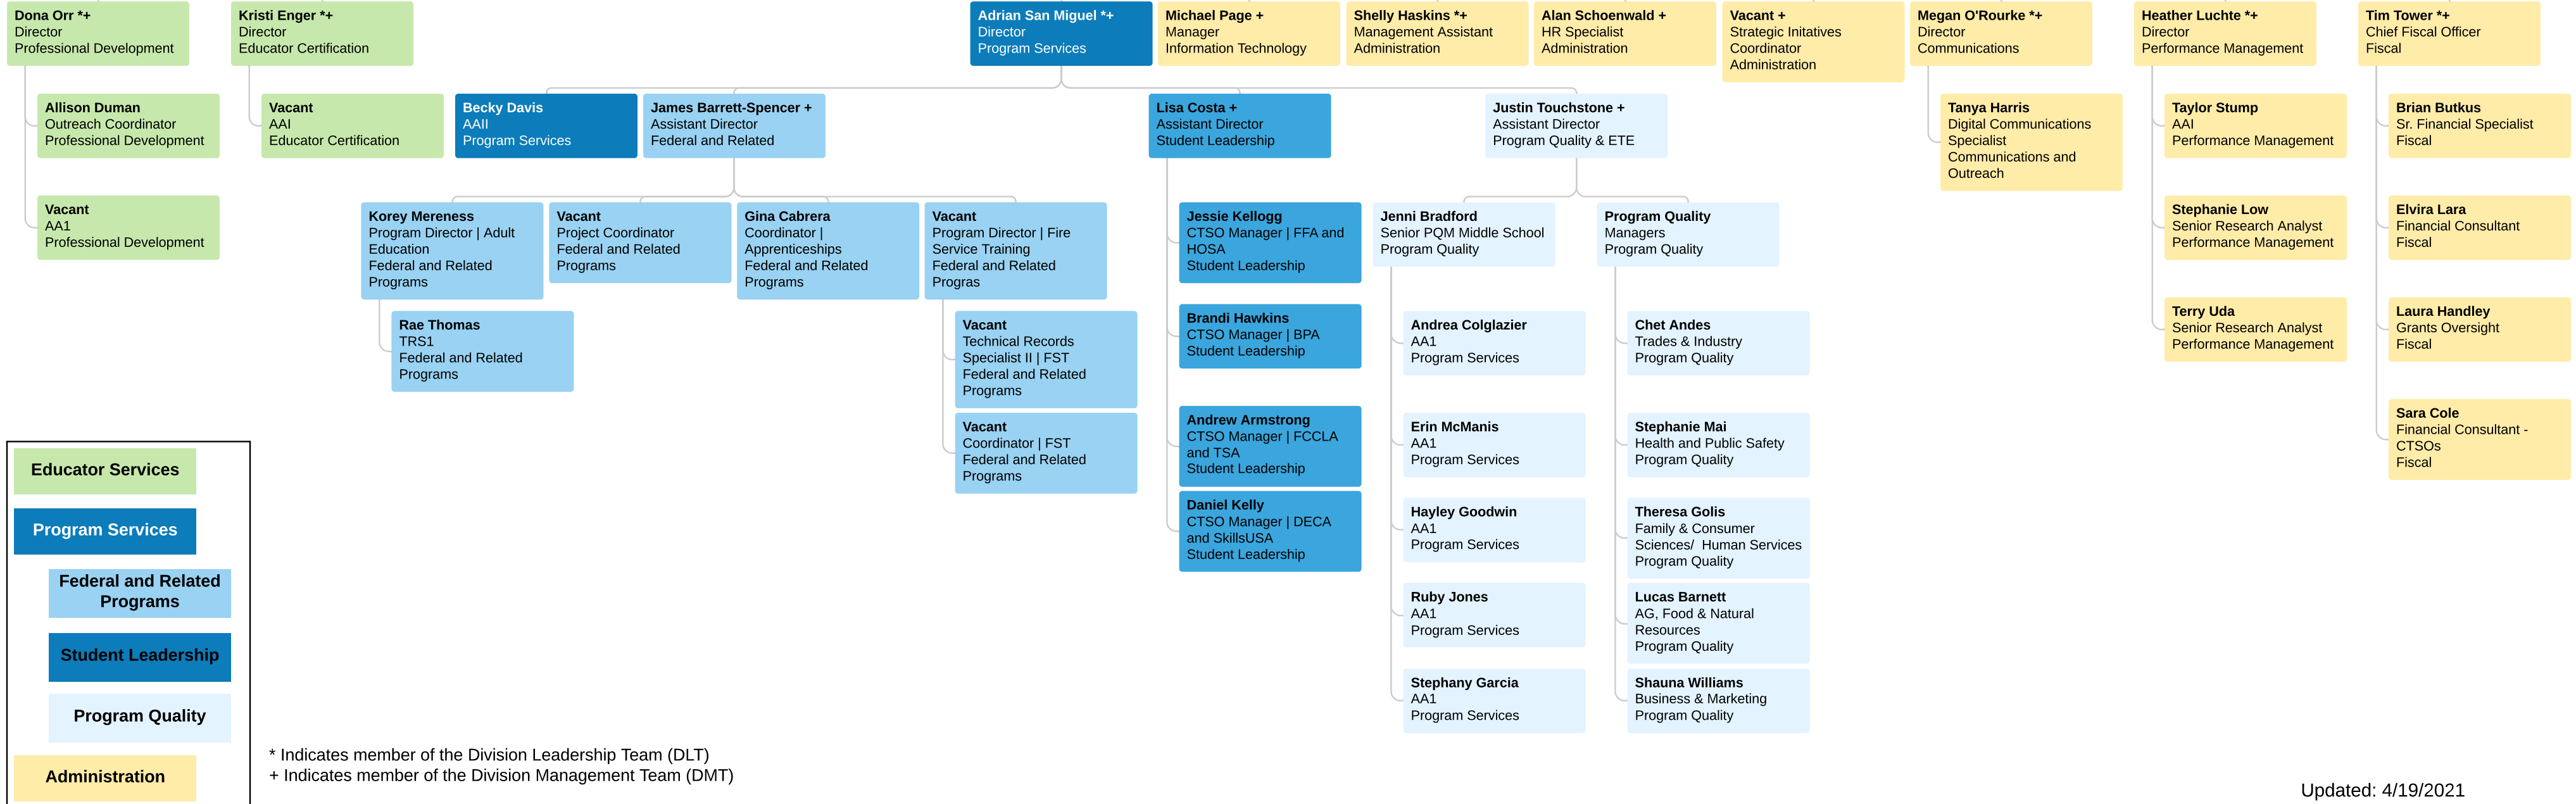 Dona Orr *+
Director
Professional Development
Kristi Enger *+
Director
Educator Certification
Adrian San Miguel *+
Director
Program Services
Michael Page +
Manager
Information Technology
Shelly Haskins *+
Management Assistant
Administration
Alan Schoenwald +
HR Specialist
Administration
Vacant +
Strategic Initatives
Coordinator
Administration
Megan O'Rourke *+
Director
Communications
Heather Luchte *+
Director
Performance Management
Tim Tower *+
Chief Fiscal Officer
Fiscal
Allison Duman
Outreach Coordinator
Professional Development
Vacant
AAI
Educator Certification
Becky Davis
AAII
Program Services
James Barrett-Spencer +
Assistant Director
Federal and Related
Lisa Costa +
Assistant Director
Student Leadership
Justin Touchstone +
Assistant Director
Program Quality & ETE
Tanya Harris
Digital Communications
Specialist
Communications and
Outreach
Taylor Stump
AAI
Performance Management
Brian Butkus
Sr. Financial Specialist
Fiscal
Vacant
AA1
Professional Development
Korey Mereness
Program Director | Adult
Education
Federal and Related
Programs
Vacant
Project Coordinator
Federal and Related
Programs
Gina Cabrera
Coordinator |
Apprenticeships
Federal and Related
Programs
Vacant
Program Director | Fire
Service Training
Federal and Related
Progras
Jessie Kellogg
CTSO Manager | FFA and
HOSA
Student Leadership
Jenni Bradford
Senior PQM Middle School
Program Quality
Program Quality
Managers
Program Quality
Stephanie Low
Senior Research Analyst
Performance Management
Elvira Lara
Financial Consultant
Fiscal
Rae Thomas
TRS1
Federal and Related
Programs
Vacant
Technical Records
Specialist II | FST
Federal and Related
Programs
Brandi Hawkins
CTSO Manager | BPA
Student Leadership
Andrea Colglazier
AA1
Program Services
Chet Andes
Trades & Industry
Program Quality
Terry Uda
Senior Research Analyst
Performance Management
Laura Handley
Grants Oversight
Fiscal
Vacant
Coordinator | FST
Federal and Related
Programs
Andrew Armstrong
CTSO Manager | FCCLA
and TSA
Student Leadership
Erin McManis
AA1
Program Services
Stephanie Mai
Health and Public Safety
Program Quality
Sara Cole
Financial Consultant -
CTSOs
Fiscal
Daniel Kelly
CTSO Manager | DECA
and SkillsUSA
Student Leadership
Hayley Goodwin
AA1
Program Services
Theresa Golis
Family & Consumer
Sciences/  Human Services
Program Quality
Ruby Jones
AA1
Program Services
Lucas Barnett
AG, Food & Natural
Resources
Program Quality
Stephany Garcia
AA1
Program Services
Shauna Williams
Business & Marketing
Program Quality
Educator Services
Program Services
Federal and Related
Programs
Student Leadership
Program Quality
Administration
* Indicates member of the Division Leadership Team (DLT)
+ Indicates member of the Division Management Team (DMT)
Updated: 4/19/2021